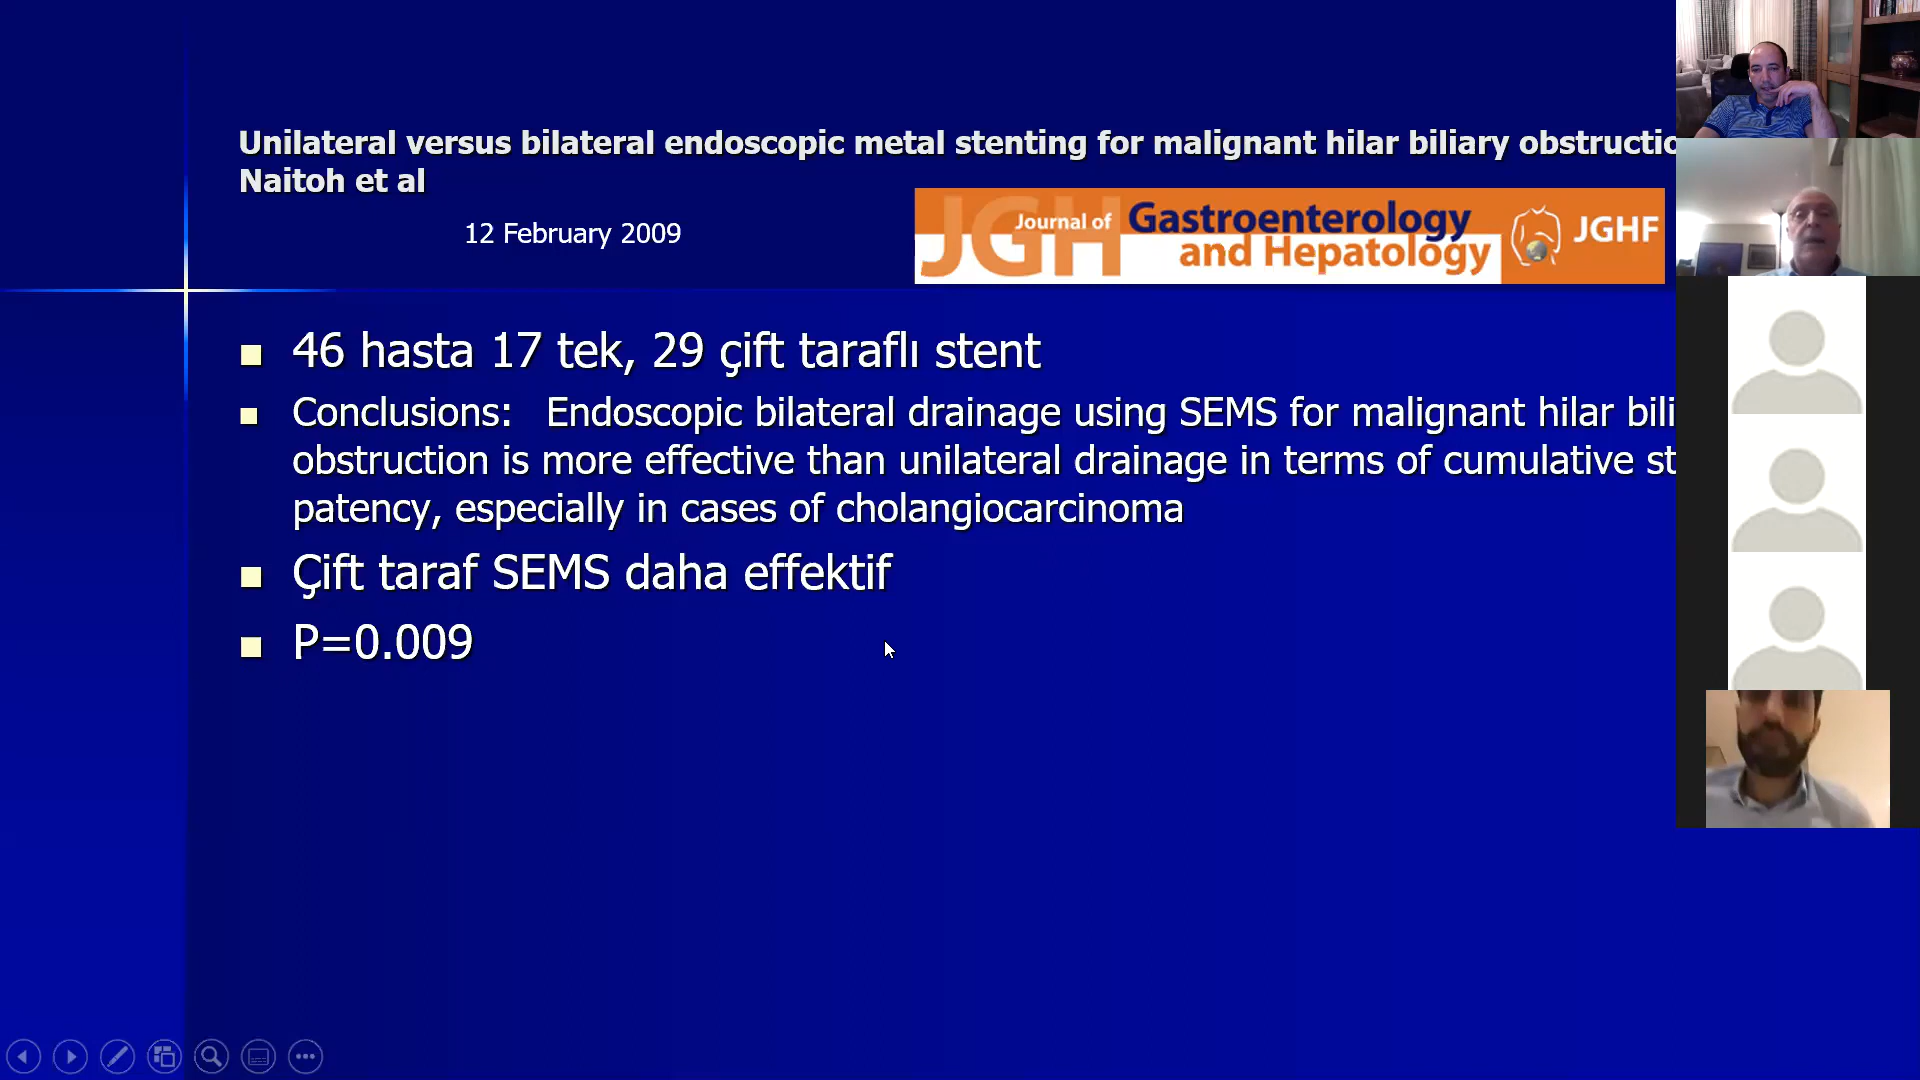 Unilateral versus bilateral endoscopic metal stenting for malignant hilar biliary obstructio
Naitoh et al
12 February 2009
JGH Journal of Gastroenterology and Hepatology JGHF
46 hasta 17 tek, 29 çift taraflı stent
Conclusions: Endoscopic bilateral drainage using SEMS for malignant hilar bili
obstruction is more effective than unilateral drainage in terms of cumulative st
patency, especially in cases of cholangiocarcinoma
Çift taraf SEMS daha effektif
P=0.009